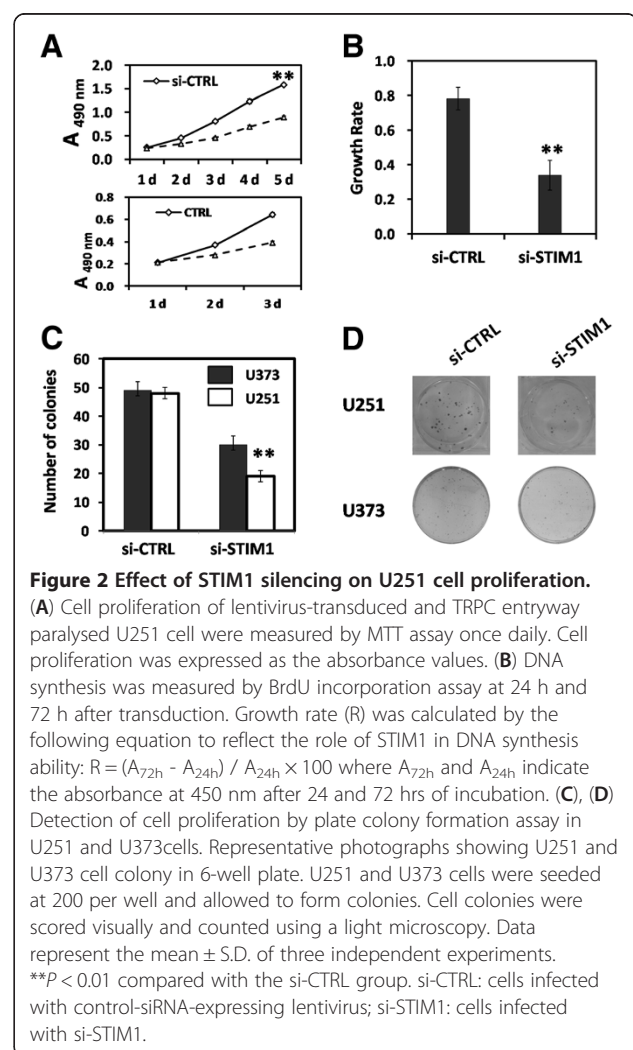 A
B
2.0
1.5
1.0
0.5
0.0
A 490 nm
si-CTRL
**
1 d 2 d 3 d 4 d 5 d
0.8
0.6
0.4
0.2
0.0
A 490 nm
CTRL
1 d 2 d 3 d
1.0
0.8
0.6
0.4
0.2
0.0
Growth Rate
**
si-CTRL si-STIM1
C
D
60
50
40
30
20
10
0
Number of colonies
U373
U251
**
si-CTRL si-STIM1
si-CTRL si-STIM1
U251
U373
Figure 2 Effect of STIM1 silencing on U251 cell proliferation.
(A) Cell proliferation of lentivirus-transduced and TRPC entryway
paralysed U251 cell were measured by MTT assay once daily. Cell
proliferation was expressed as the absorbance values. (B) DNA
synthesis was measured by BrdU incorporation assay at 24 h and
72 h after transduction. Growth rate (R) was calculated by the
following equation to reflect the role of STIM1 in DNA synthesis
ability: R = (A72h - A24h) / A24h × 100 where A72h and A24h indicate
the absorbance at 450 nm after 24 and 72 hrs of incubation. (C), (D)
Detection of cell proliferation by plate colony formation assay in
U251 and U373cells. Representative photographs showing U251 and
U373 cell colony in 6-well plate. U251 and U373 cells were seeded
at 200 per well and allowed to form colonies. Cell colonies were
scored visually and counted using a light microscopy. Data
represent the mean ± S.D. of three independent experiments.
**P < 0.01 compared with the si-CTRL group. si-CTRL: cells infected
with control-siRNA-expressing lentivirus; si-STIM1: cells infected
with si-STIM1.